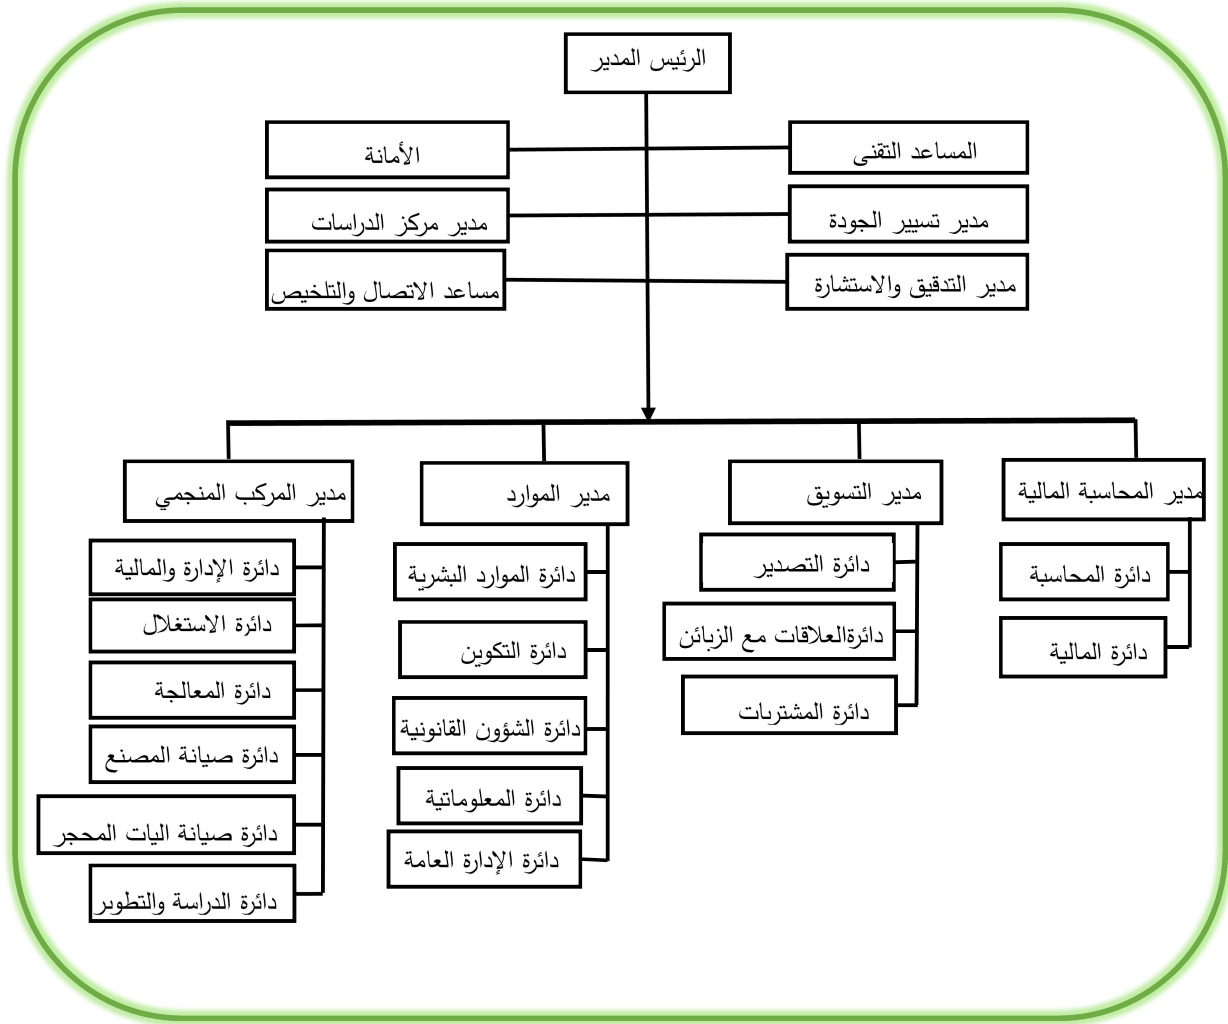 الرئيس المدير
المساعد التقنى
الأمانة
مدير تسيير الجودة
مدير مركز الدراسات
مدير التدقيق والاستشارة
مساعد الاتصال والتلخيص
مدير المحاسبة المالية
مدير التسويق
مدير الموارد
مدير المركب المنجمي
دائرة المحاسبة
دائرة المالية
دائرة التصدير
دائرةالعلاقات مع الزبائن
دائرة المشتريات
دائرة الموارد البشرية
دائرة التكوين
دائرة الشؤون القانونية
دائرة المعلوماتية
دائرة الإدارة العامة
دائرة الإدارة والمالية
دائرة الاستغلال
دائرة المعالجة
دائرة صيانة المصنع
دائرة صيانة اليات المحجر
دائرة الدراسة والتطوير